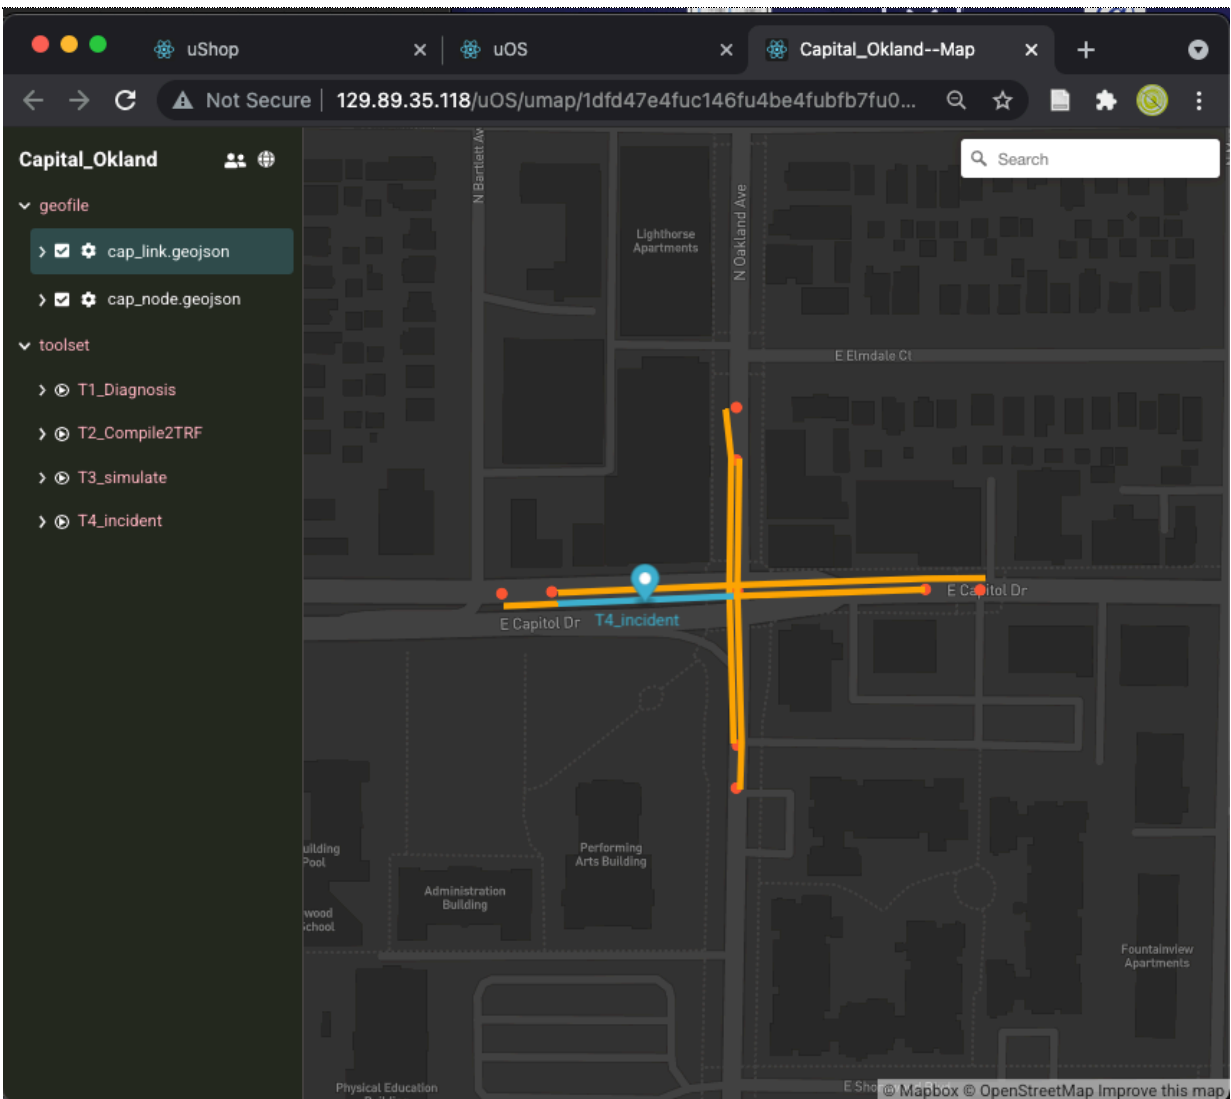 uShop
uOS
Capital_Okland--Map
Not Secure
129.89.35.118/uOS/umap/1dfd47e4fuc146fu4be4fubfb7fu0...
Capital_Okland
geofile
cap_link.geojson
cap_node.geojson
toolset
T1_Diagnosis
T2_Compile2TRF
T3_simulate
T4_incident
Search
N Bartlett Av
N Oakland Ave
Lighthorse
Apartments
E Elmdale Ct
E Capitol Dr
E Capitol Dr
T4_incident
uilding
Pool
Performing
Arts Building
Administration
Building
wood
School
Fountainview
Apartments
Physical Education
E Sho
© Mapbox © OpenStreetMap Improve this map